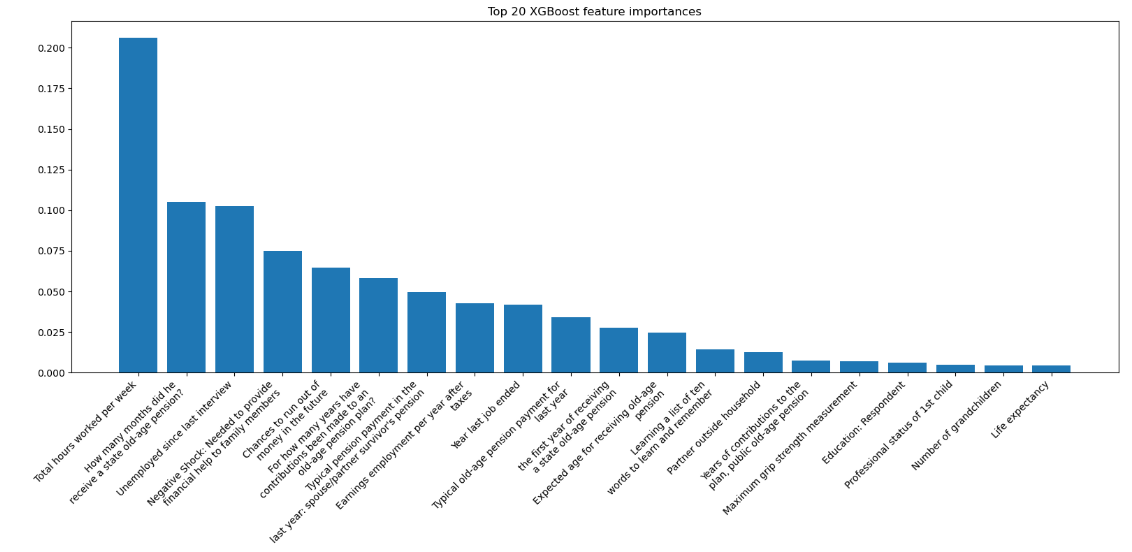 Top 20 XGBoost feature importances
0.200
0.175
0.150
0.125
0.100
0.075
0.050
0.025
0.000
Total hours worked per week
How many months did he
receive a state old-age pension?
Unemployed since last interview
Negative Shock: Needed to provide
financial help to family members
Chances to run out of
money in the future
For how many years have
contributions been made to an
old-age pension plan?
Typical pension payment in the
last year: spouse/partner survivor's pension
Earnings employment per year after
taxes
Year last job ended
Typical old-age pension payment for
last year
the first year of receiving
a state old-age pension
Expected age for receiving old-age
pension
Learning a list of ten
words to learn and remember
Partner outside household
Years of contributions to the
plan, public old-age pension
Maximum grip strength measurement
Education: Respondent
Professional status of 1st child
Number of grandchildren
Life expectancy